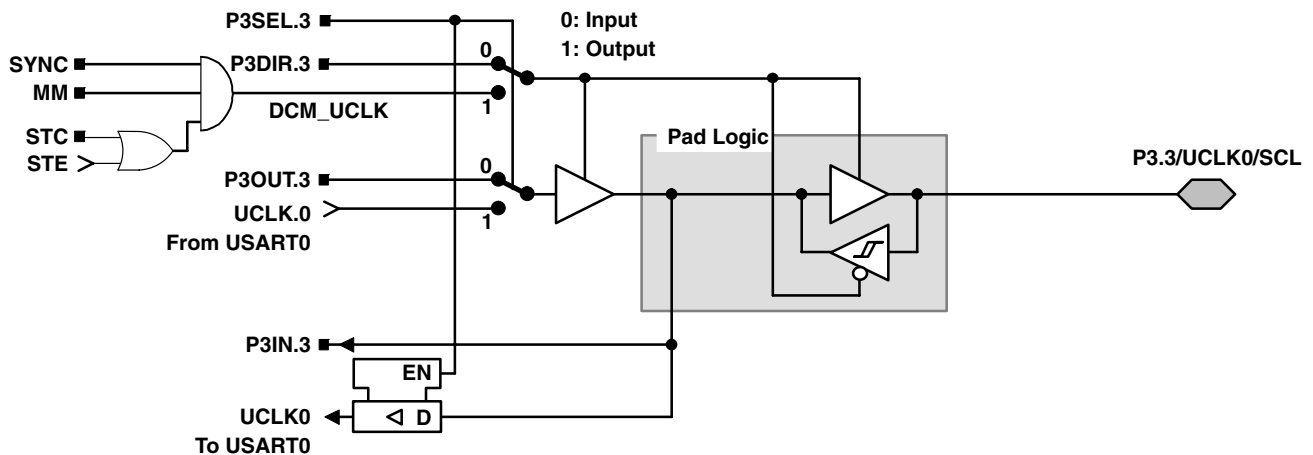 P3SEL.3
0: Input
1: Output
SYNC
P3DIR.3
0
MM
1
DCM_UCLK
STC
STE
Pad Logic
P3.3/UCLK0/SCL
P3OUT.3
0
UCLK.0
1
From USART0
P3IN.3
EN
UCLK0
D
To USART0